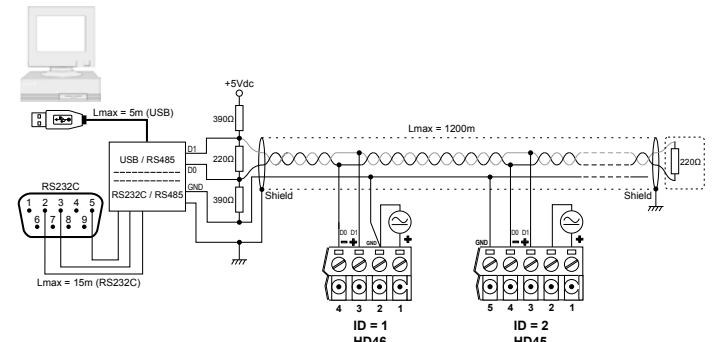 +5Vdc
390Ω
Lmax = 5m (USB)
Lmax = 1200m
USB / RS485
D1
220Ω
D0
220Ω
RS232C
RS232C / RS485
GND
390Ω
Shield
Shield
1 2 3 4 5
6 7 8 9
Lmax = 15m (RS232C)
D0 D1
GND
GND
D0 D1
4 3 2 1
5 4 3 2 1
ID = 1
ID = 2
HD46
HD45